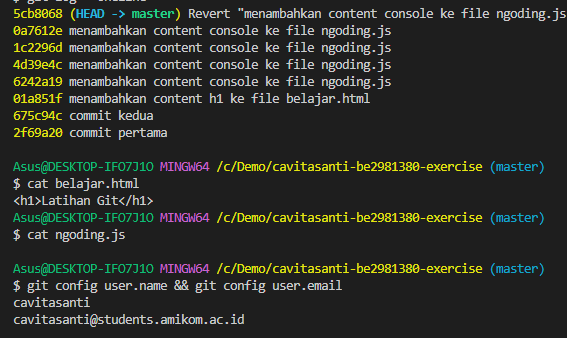 5cb8068 (HEAD -> master) Revert "menambahkan content console ke file ngoding.js
0a7612e menambahkan content console ke file ngoding.js
1c2296d menambahkan content console ke file ngoding.js
4d39e4c menambahkan content console ke file ngoding.js
6242a19 menambahkan content console ke file ngoding.js
01a851f menambahkan content h1 ke file belajar.html
675c94c commit kedua
2f69a20 commit pertama
Asus@DESKTOP-IFO7J1O MINGW64 /c/Demo/cavitasanti-be2981380-exercise (master)
$ cat belajar.html
<h1>Latihan Git</h1>
Asus@DESKTOP-IFO7J1O MINGW64 /c/Demo/cavitasanti-be2981380-exercise (master)
$ cat ngoding.js
Asus@DESKTOP-IFO7J1O MINGW64 /c/Demo/cavitasanti-be2981380-exercise (master)
$ git config user.name && git config user.email
cavitasanti
cavitasanti@students.amikom.ac.id